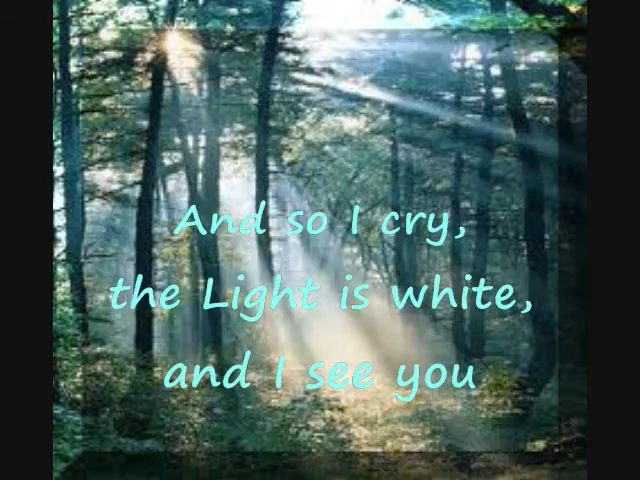 And so I cry,
the Light is white,
and I see you